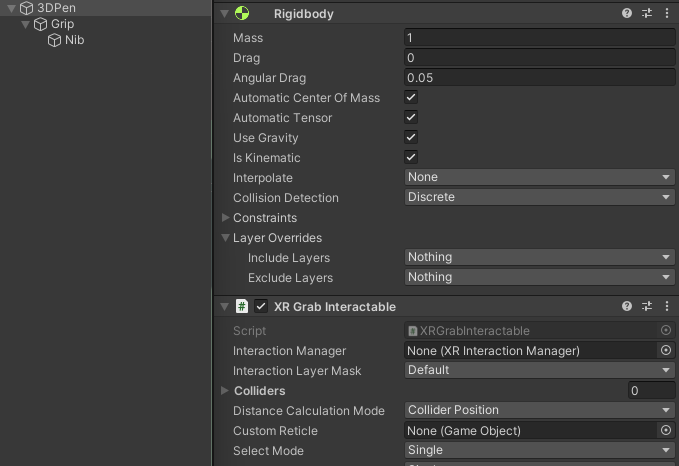 3DPen
Grip
Nib
Rigidbody
Mass 1
Drag 0
Angular Drag 0.05
Automatic Center Of Mass
Automatic Tensor
Use Gravity
Is Kinematic
Interpolate None
Collision Detection Discrete
Constraints
Layer Overrides
Include Layers Nothing
Exclude Layers Nothing
# XR Grab Interactable
Script # XRGrabInteractable
Interaction Manager None (XR Interaction Manager)
Interaction Layer Mask Default
Colliders 0
Distance Calculation Mode Collider Position
Custom Reticle None (Game Object)
Select Mode Single